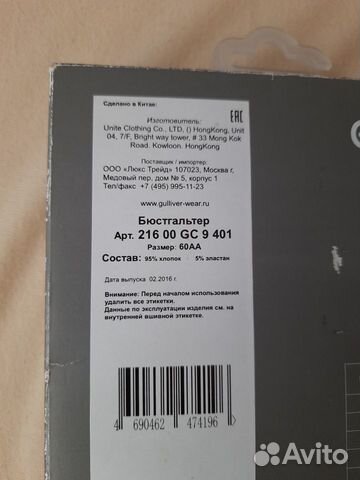 Сделано в Китае:
EAC
Изготовитель:
Unite Clothing Co., LTD, () HongKong, Unit
04, 7/F, Bright way tower, # 33 Mong Kok
Road. Kowloon. HongKong
Поставщик / импортер:
ООО «Люкс Трейд» 107023, Москва г,
Медовый пер, дом № 5, корпус 1
Тел/факс +7 (495) 995-11-23
www.gulliver-wear.ru
Бюстгальтер
Арт. 216 00 GC 9 401
Размер: 60AA
Состав: 95% хлопок · 5% эластан
Дата выпуска 02.2016 г.
Внимание: Перед началом использования
удалить все этикетки.
Данные по эксплуатации изделия см. на
внутренней вшивной этикетке.
4 690462 474196 >
Avito